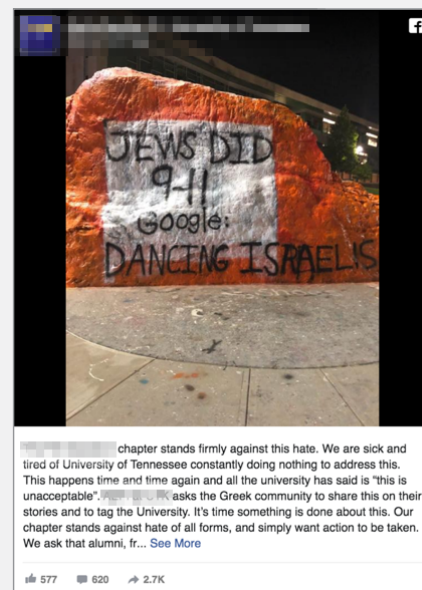 JEWS DID
9-11
Google:
DANCING ISRAELIS
chapter stands firmly against this hate. We are sick and
tired of University of Tennessee constantly doing nothing to address this.
This happens time and time again and all the university has said is "this is
unacceptable". asks the Greek community to share this on their
stories and to tag the University. It's time something is done about this. Our
chapter stands against hate of all forms, and simply want action to be taken.
We ask that alumni, fr... See More
577 620 2.7K